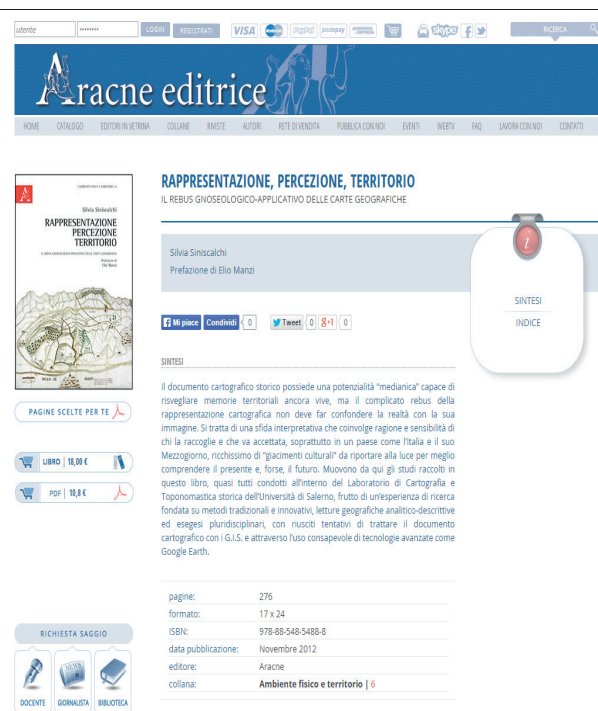 utente
LOGIN
REGISTRATI
VISA
PayPal
postepay
skype
RICERCA
Aracne editrice
HOME CATALOGO EDITORI IN VETRINA COLLANE RIVISTE AUTORI RETE DI VENDITA PUBBLICA CON NOI EVENTI WEBTV FAQ LAVORA CON NOI CONTATTI
Silvia Siniscalchi
RAPPRESENTAZIONE
PERCEZIONE
TERRITORIO
Prefazione di
Elio Manzi
PAGINE SCELTE PER TE
LIBRO | 18,00 €
PDF | 10,8 €
RICHIESTA SAGGIO
NEWS
DOCENTE GIORNALISTA BIBLIOTECA
RAPPRESENTAZIONE, PERCEZIONE, TERRITORIO
IL REBUS GNOSEOLOGICO-APPLICATIVO DELLE CARTE GEOGRAFICHE
Silvia Siniscalchi
Prefazione di Elio Manzi
Mi piace Condividi 0 Tweet 0 g+1 0
SINTESI
Il documento cartografico storico possiede una potenzialità “medianica” capace di
risvegliare memorie territoriali ancora vive, ma il complicato rebus della
rappresentazione cartografica non deve far confondere la realtà con la sua
immagine. Si tratta di una sfida interpretativa che coinvolge ragione e sensibilità di
chi la raccoglie e che va accettata, soprattutto in un paese come l’Italia e il suo
Mezzogiorno, ricchissimo di “giacimenti culturali” da riportare alla luce per meglio
comprendere il presente e, forse, il futuro. Muovono da qui gli studi raccolti in
questo libro, quasi tutti condotti all’interno del Laboratorio di Cartografia e
Toponomastica storica dell’Università di Salerno, frutto di un’esperienza di ricerca
fondata su metodi tradizionali e innovativi, letture geografiche analitico-descrittive
ed esegesi pluridisciplinari, con riusciti tentativi di trattare il documento
cartografico con i G.I.S. e attraverso l’uso consapevole di tecnologie avanzate come
Google Earth.
pagine: 276
formato: 17 x 24
ISBN: 978-88-548-5488-8
data pubblicazione: Novembre 2012
editore: Aracne
collana: Ambiente fisico e territorio | 6
i
SINTESI
INDICE